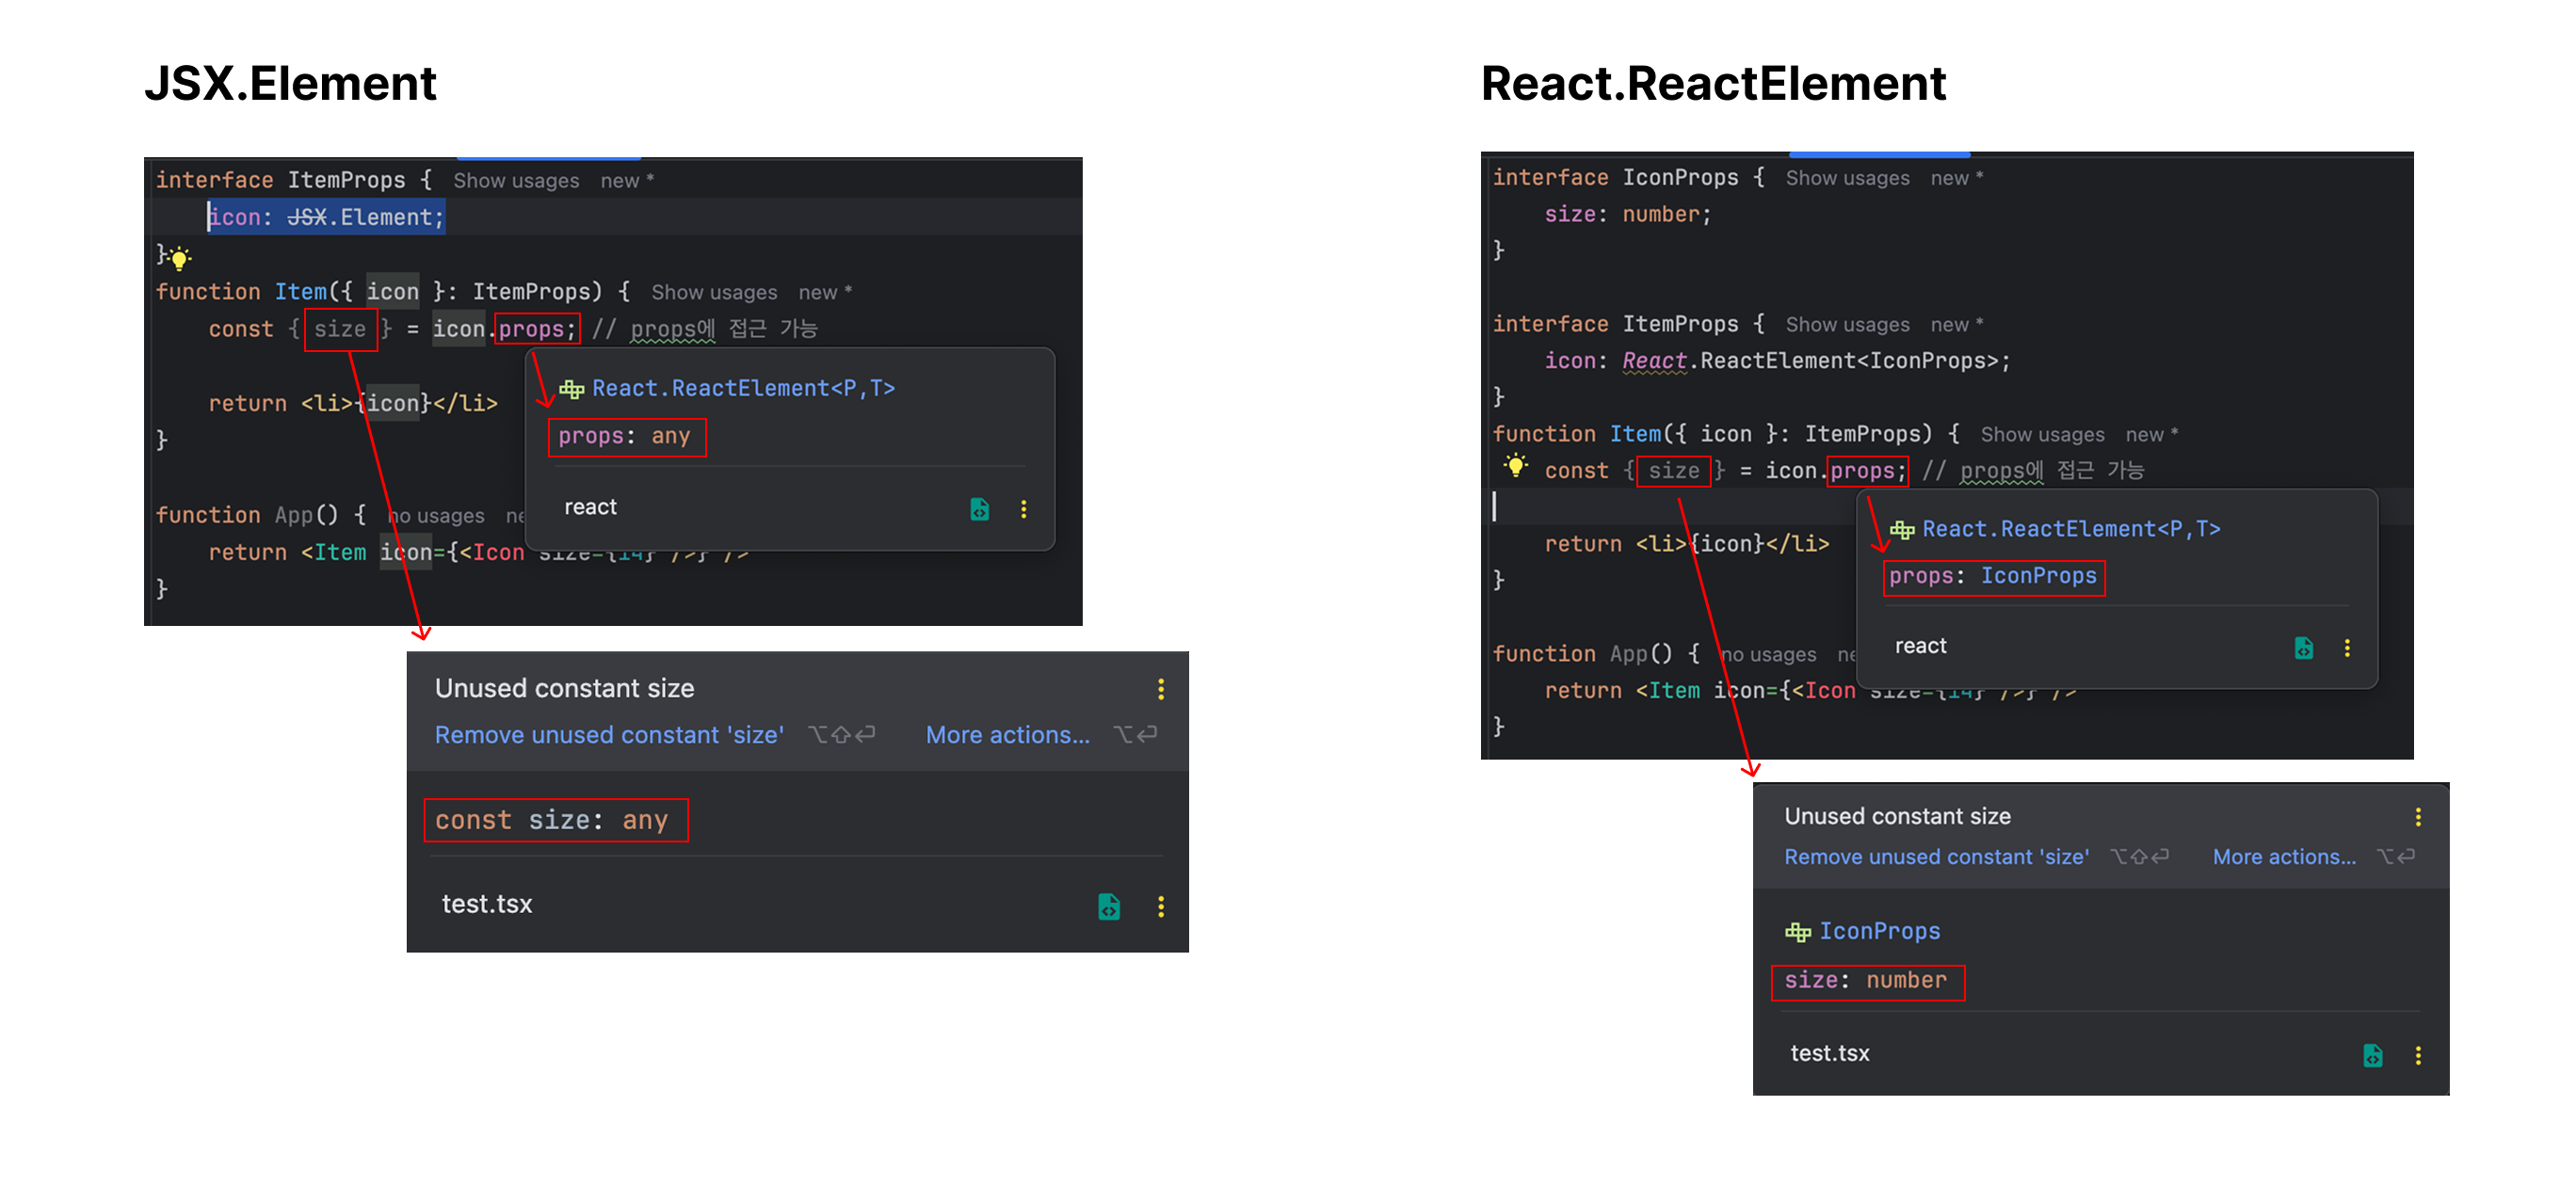 JSX.Element
interface ItemProps {  Show usages  new *
    icon: JSX.Element;
}
function Item({ icon }: ItemProps) {  Show usages  new *
    const { size } = icon.props; // props에 접근 가능
React.ReactElement<P,T>
    return <li>{icon}</li>
props: any
}
react
function App() {  no usages  ne
    return <Item icon={<Icon size={14} />} />
}
Unused constant size
Remove unused constant 'size' ⌥⇧⏎  More actions... ⌥⏎
const size: any
test.tsx
React.ReactElement
interface IconProps {  Show usages  new *
    size: number;
}
interface ItemProps {  Show usages  new *
    icon: React.ReactElement<IconProps>;
}
function Item({ icon }: ItemProps) {  Show usages  new *
    const { size } = icon.props; // props에 접근 가능
React.ReactElement<P,T>
    return <li>{icon}</li>
props: IconProps
}
react
function App() {  no usages  ne
    return <Item icon={<Icon size={14} />} />
}
Unused constant size
Remove unused constant 'size' ⌥⇧⏎  More actions... ⌥⏎
IconProps
size: number
test.tsx